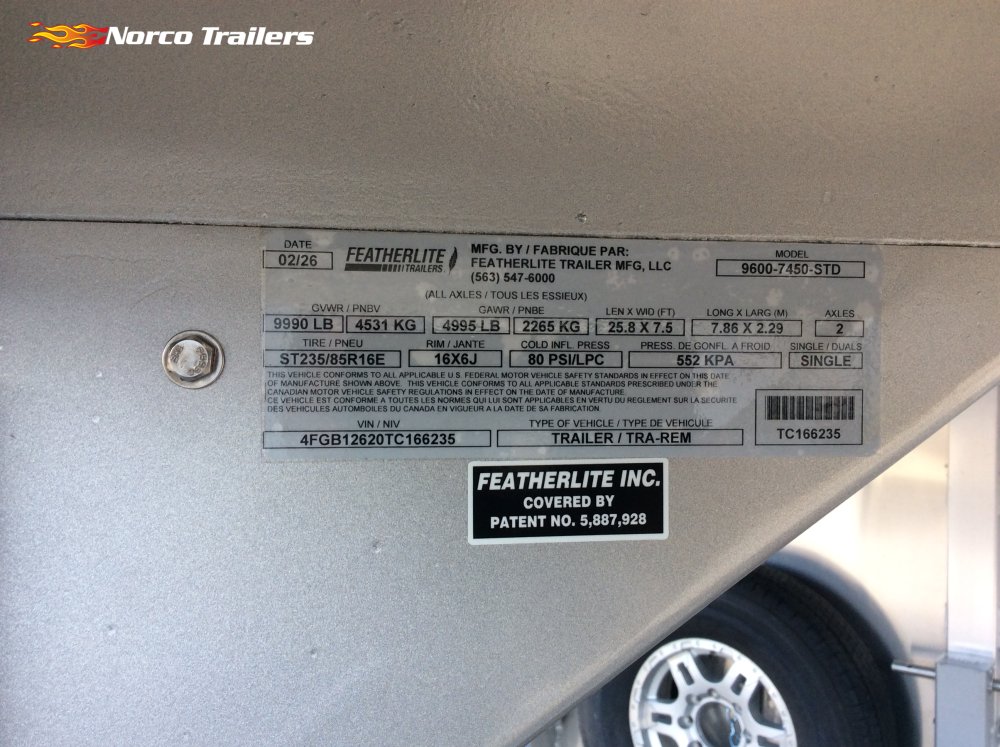 Norco Trailers
DATE
02/26
FEATHERLITE
TRAILERS
MFG. BY / FABRIQUE PAR:
FEATHERLITE TRAILER MFG, LLC
(563) 547-6000
MODEL
9600-7450-STD
(ALL AXLES / TOUS LES ESSIEUX)
GVWR / PNBV GAWR / PNBE LEN X WID (FT) LONG X LARG (M) AXLES
9990 LB 4531 KG 4995 LB 2265 KG 25.8 X 7.5 7.86 X 2.29 2
TIRE / PNEU RIM / JANTE COLD INFL. PRESS PRESS. DE GONFL. A FROID SINGLE / DUALS
ST235/85R16E 16X6J 80 PSI/LPC 552 KPA SINGLE
THIS VEHICLE CONFORMS TO ALL APPLICABLE U.S. FEDERAL MOTOR VEHICLE SAFETY STANDARDS IN EFFECT ON THIS DATE
OF MANUFACTURE SHOWN ABOVE. THIS VEHICLE CONFORMS TO ALL APPLICABLE STANDARDS PRESCRIBED UNDER THE
CANADIAN MOTOR VEHICLE SAFETY REGULATIONS IN EFFECT ON THE DATE OF MANUFACTURE.
CE VEHICLE EST CONFORME A TOUTES LES NORMES QUI LUI SONT APPLICABLES EN VERTU DU REGLEMENT SUR LA SECURITE
DES VEHICULES AUTOMBOILES DU CANADA EN VIGUEUR A LA DATE DE SA FABRICATION.
VIN / NIV TYPE OF VEHICLE / TYPE DE VEHICULE
4FGB12620TC166235 TRAILER / TRA-REM TC166235
FEATHERLITE INC.
COVERED BY
PATENT NO. 5,887,928